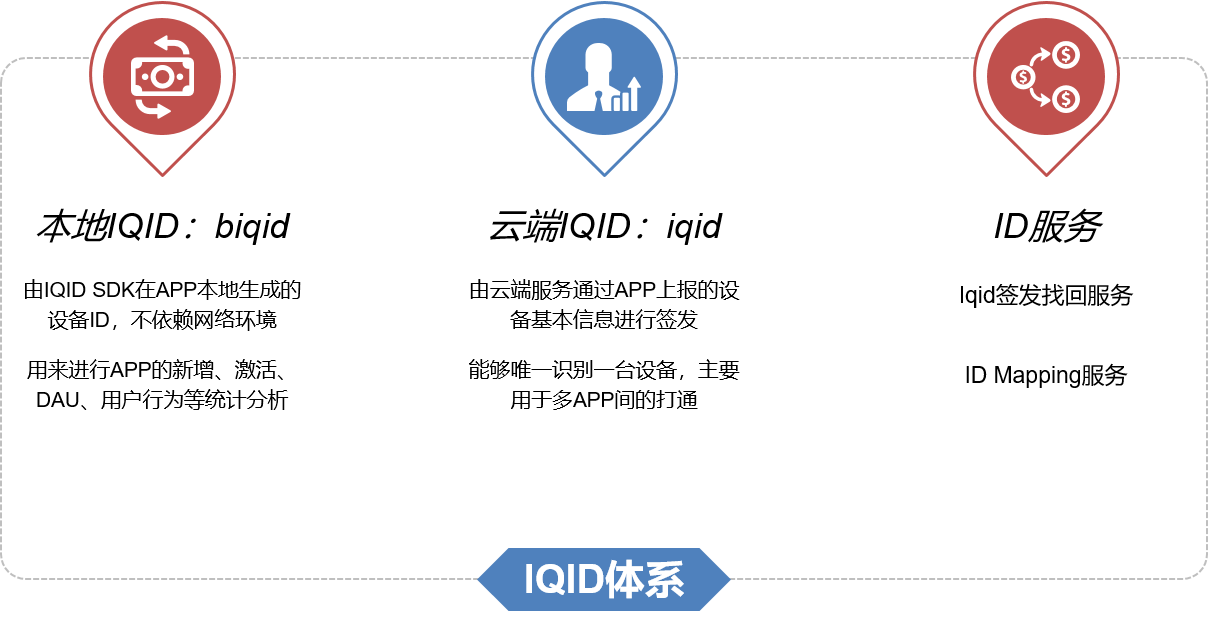 本地IQID：biqid
由IQID SDK在APP本地生成的
设备ID，不依赖网络环境
用来进行APP的新增、激活、
DAU、用户行为等统计分析
云端IQID：iqid
由云端服务通过APP上报的设
备基本信息进行签发
能够唯一识别一台设备，主要
用于多APP间的打通
ID服务
Iqid签发找回服务
ID Mapping服务
IQID体系